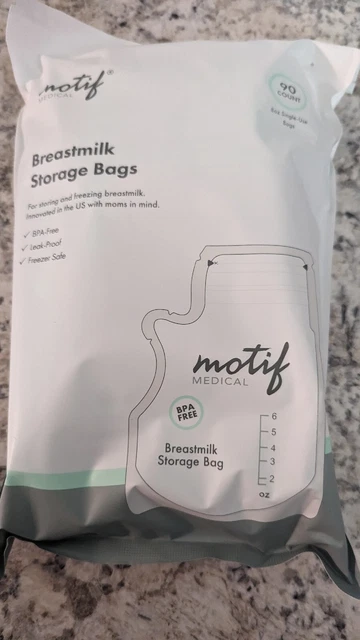 motif®
MEDICAL
90
COUNT
Bags
Breastmilk
Storage Bags
For storing and freezing breastmilk.
Innovated in the US with moms in mind.
✓ BPA-Free
✓ Leak-Proof
✓ Freezer Safe
motif
MEDICAL
BPA
FREE
Breastmilk
Storage Bag
6
5
4
3
2
oz